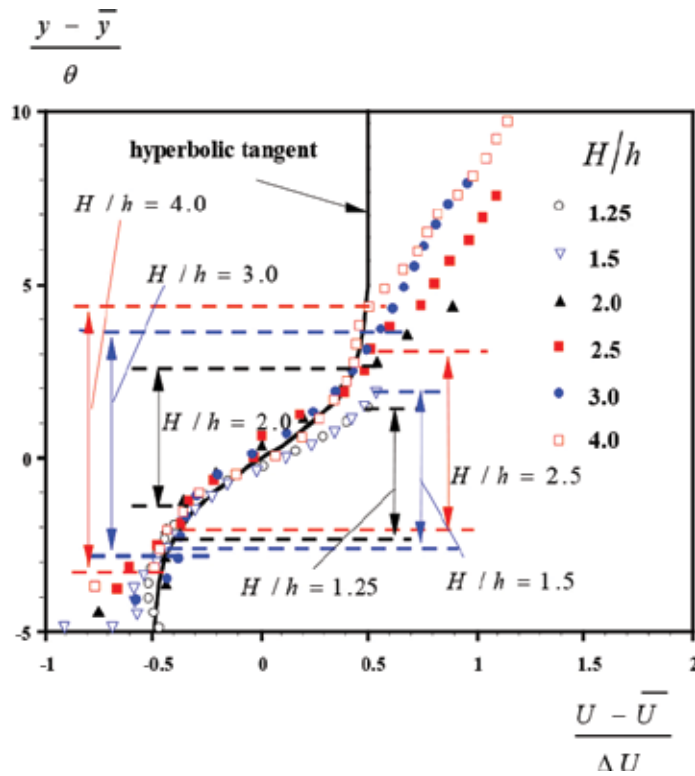 y − y̅
θ
10
hyperbolic tangent
H/h
H / h = 4.0
1.25
H / h = 3.0
1.5
5
2.0
2.5
H / h = 2.0
3.0
4.0
0
H / h = 2.5
H / h = 1.25
H / h = 1.5
-5
-1
-0.5
0
0.5
1
1.5
2
U − U̅
Δ U